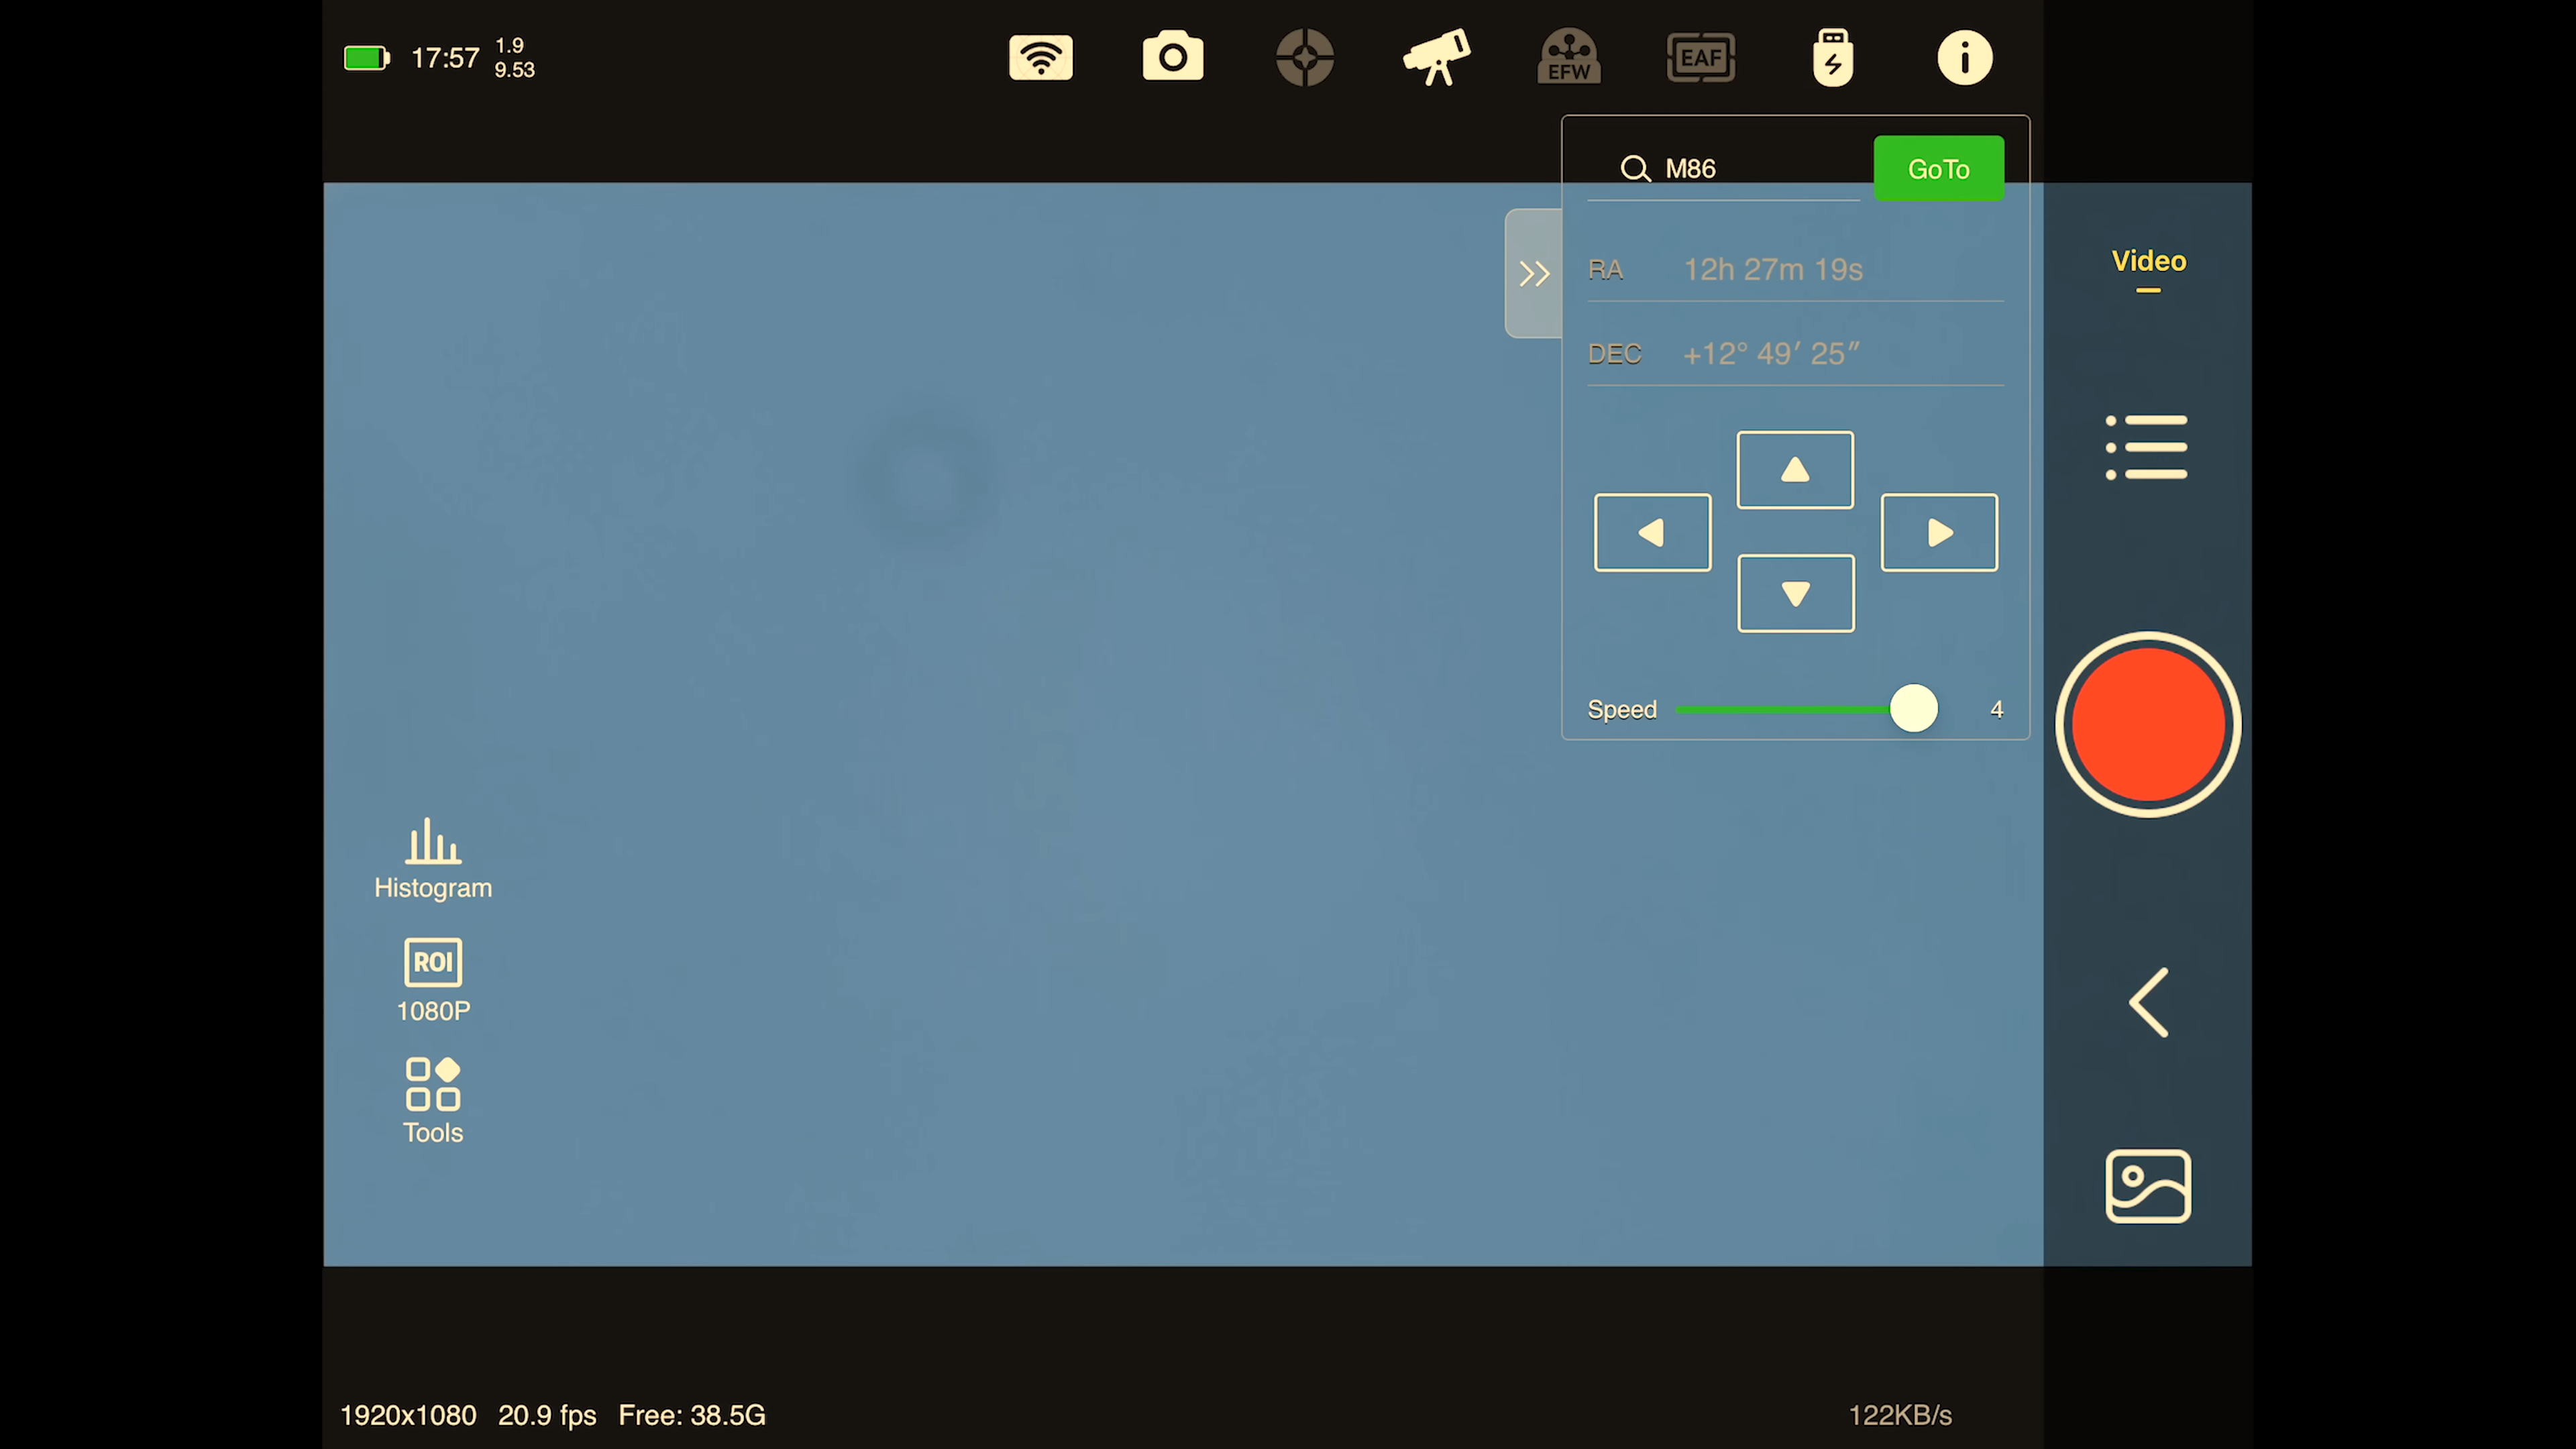 17:57
1.9
9.53
EFW
EAF
M86
GoTo
RA 12h 27m 19s
DEC +12° 49′ 25″
Speed 4
Video
Histogram
ROI
1080P
Tools
1920x1080 20.9 fps Free: 38.5G
122KB/s